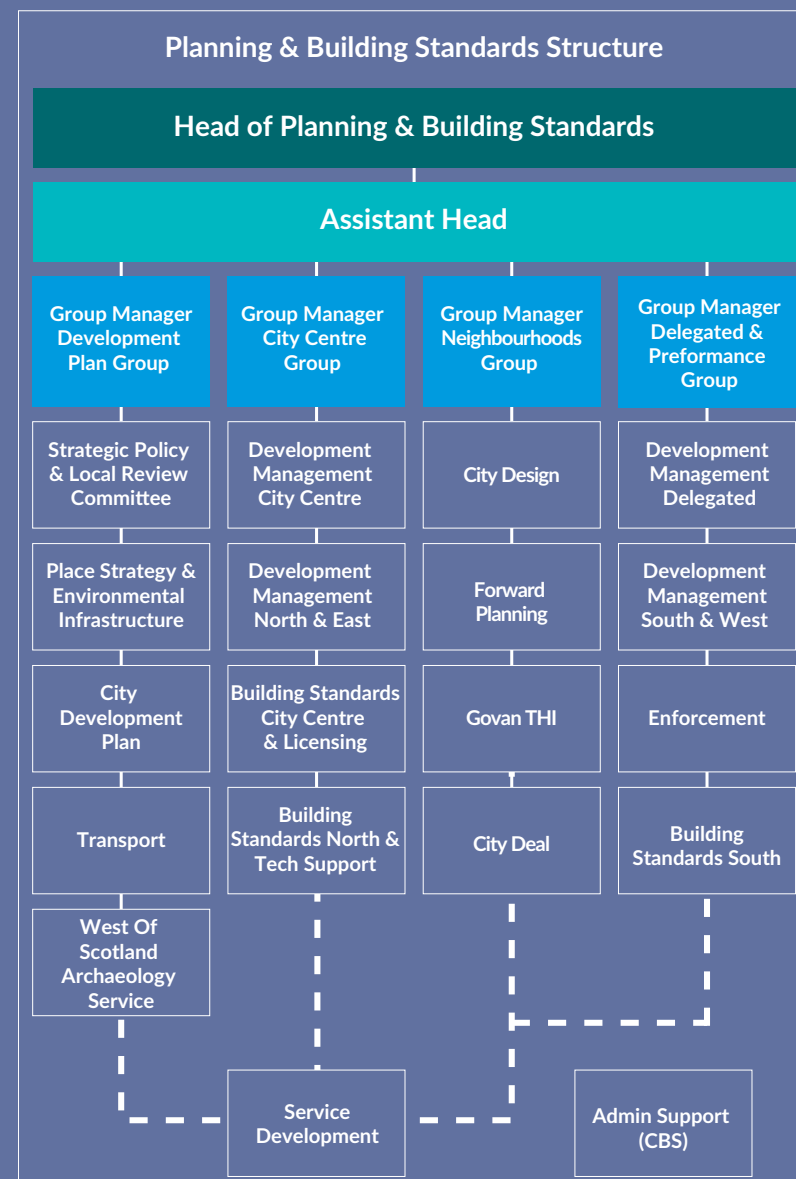 Planning & Building Standards Structure
Head of Planning & Building Standards
Assistant Head
Group Manager
Development
Plan Group
Group Manager
City Centre
Group
Group Manager
Neighbourhoods
Group
Group Manager
Delegated &
Preformance
Group
Strategic Policy
& Local Review
Committee
Development
Management
City Centre
City Design
Development
Management
Delegated
Place Strategy &
Environmental
Infrastructure
Development
Management
North & East
Forward
Planning
Development
Management
South & West
City
Development
Plan
Building Standards
City Centre
& Licensing
Govan THI
Enforcement
Transport
Building
Standards North &
Tech Support
City Deal
Building
Standards South
West Of
Scotland
Archaeology
Service
Service
Development
Admin Support
(CBS)